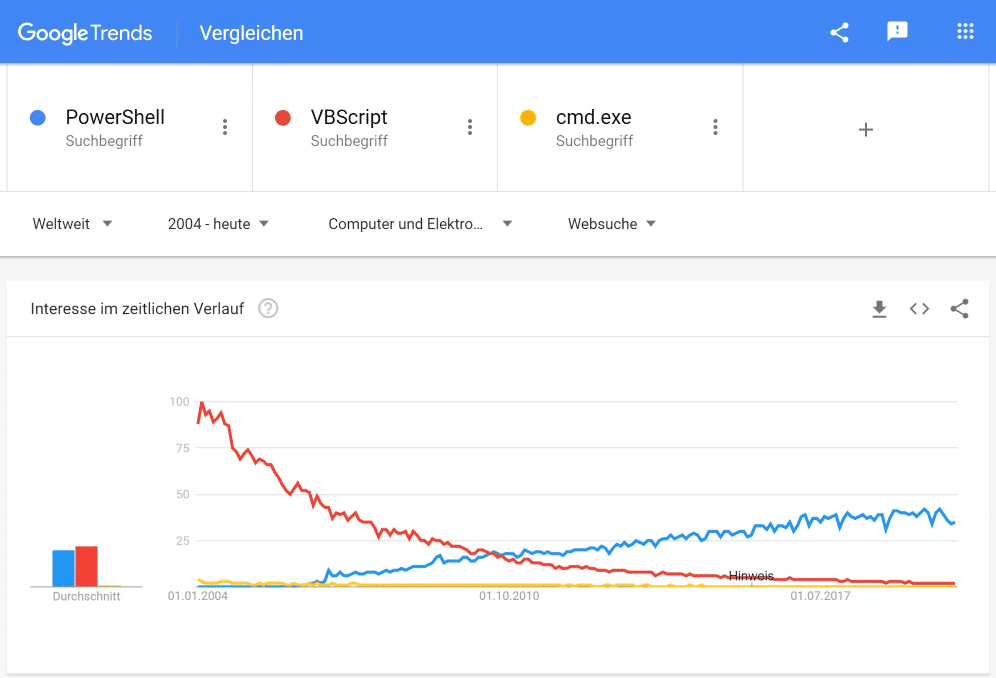 Google Trends Vergleichen
PowerShell
Suchbegriff
VBScript
Suchbegriff
cmd.exe
Suchbegriff
+
Weltweit 2004 - heute Computer und Elektro... Websuche
Interesse im zeitlichen Verlauf ?
100
75
50
25
Hinweis
Durchschnitt
01.01.2004 01.10.2010 01.07.2017